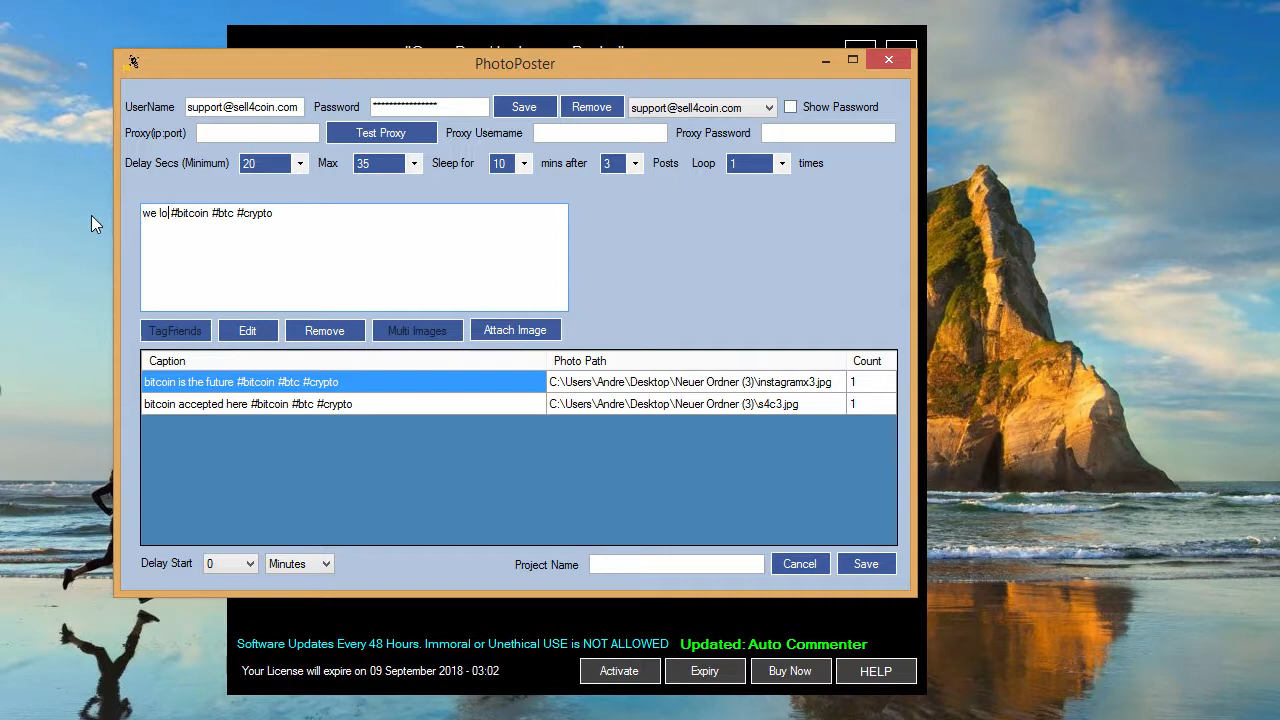 PhotoPoster
UserName support@sell4coin.com Password **************** Save Remove support@sell4coin.com Show Password
Proxy(ip:port) Test Proxy Proxy Username Proxy Password
Delay Secs (Minimum) 20 Max 35 Sleep for 10 mins after 3 Posts Loop 1 times
we lo #bitcoin #btc #crypto
TagFriends Edit Remove Multi Images Attach Image
Caption Photo Path Count
bitcoin is the future #bitcoin #btc #crypto C:\Users\Andre\Desktop\Neuer Ordner (3)\instagramx3.jpg 1
bitcoin accepted here #bitcoin #btc #crypto C:\Users\Andre\Desktop\Neuer Ordner (3)\s4c3.jpg 1
Delay Start 0 Minutes Project Name Cancel Save
Software Updates Every 48 Hours. Immoral or Unethical USE is NOT ALLOWED Updated: Auto Commenter
Your License will expire on 09 September 2018 - 03:02 Activate Expiry Buy Now HELP